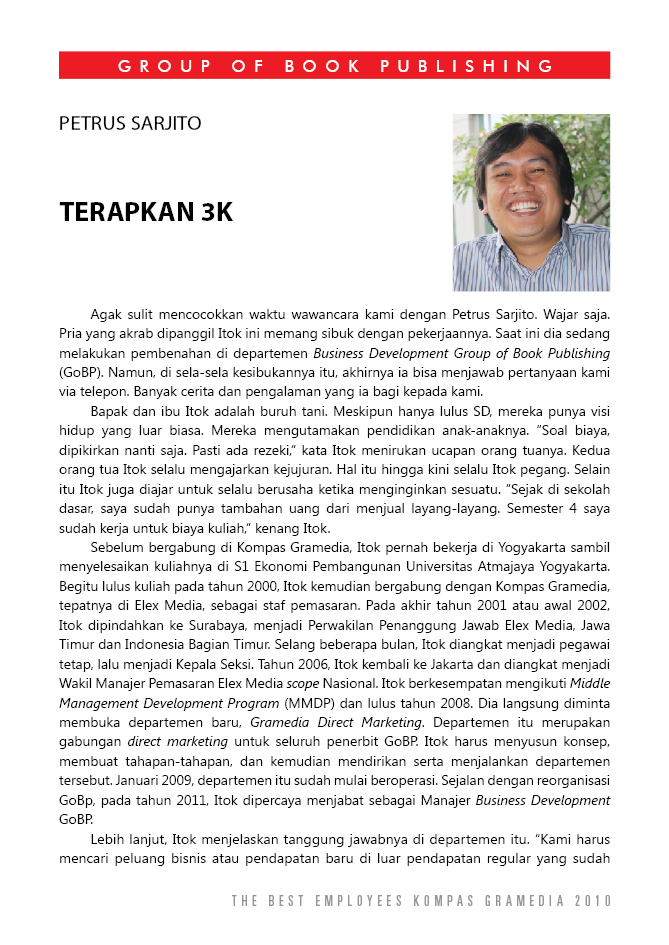 GROUP OF BOOK PUBLISHING
PETRUS SARJITO
TERAPKAN 3K
Agak sulit mencocokkan waktu wawancara kami dengan Petrus Sarjito. Wajar saja.
Pria yang akrab dipanggil Itok ini memang sibuk dengan pekerjaannya. Saat ini dia sedang
melakukan pembenahan di departemen Business Development Group of Book Publishing
(GoBP). Namun, di sela-sela kesibukannya itu, akhirnya ia bisa menjawab pertanyaan kami
via telepon. Banyak cerita dan pengalaman yang ia bagi kepada kami.
Bapak dan ibu Itok adalah buruh tani. Meskipun hanya lulus SD, mereka punya visi
hidup yang luar biasa. Mereka mengutamakan pendidikan anak-anaknya. “Soal biaya,
dipikirkan nanti saja. Pasti ada rezeki,” kata Itok menirukan ucapan orang tuanya. Kedua
orang tua Itok selalu mengajarkan kejujuran. Hal itu hingga kini selalu Itok pegang. Selain
itu Itok juga diajar untuk selalu berusaha ketika menginginkan sesuatu. “Sejak di sekolah
dasar, saya sudah punya tambahan uang dari menjual layang-layang. Semester 4 saya
sudah kerja untuk biaya kuliah,” kenang Itok.
Sebelum bergabung di Kompas Gramedia, Itok pernah bekerja di Yogyakarta sambil
menyelesaikan kuliahnya di S1 Ekonomi Pembangunan Universitas Atmajaya Yogyakarta.
Begitu lulus kuliah pada tahun 2000, Itok kemudian bergabung dengan Kompas Gramedia,
tepatnya di Elex Media, sebagai staf pemasaran. Pada akhir tahun 2001 atau awal 2002,
Itok dipindahkan ke Surabaya, menjadi Perwakilan Penanggung Jawab Elex Media, Jawa
Timur dan Indonesia Bagian Timur. Selang beberapa bulan, Itok diangkat menjadi pegawai
tetap, lalu menjadi Kepala Seksi. Tahun 2006, Itok kembali ke Jakarta dan diangkat menjadi
Wakil Manajer Pemasaran Elex Media scope Nasional. Itok berkesempatan mengikuti Middle
Management Development Program (MMDP) dan lulus tahun 2008. Dia langsung diminta
membuka departemen baru, Gramedia Direct Marketing. Departemen itu merupakan
gabungan direct marketing untuk seluruh penerbit GoBP. Itok harus menyusun konsep,
membuat tahapan-tahapan, dan kemudian mendirikan serta menjalankan departemen
tersebut. Januari 2009, departemen itu sudah mulai beroperasi. Sejalan dengan reorganisasi
GoBp, pada tahun 2011, Itok dipercaya menjabat sebagai Manajer Business Development
GoBP.
Lebih lanjut, Itok menjelaskan tanggung jawabnya di departemen itu. “Kami harus
mencari peluang bisnis atau pendapatan baru di luar pendapatan regular yang sudah
THE BEST EMPLOYEES KOMPAS GRAMEDIA 2010